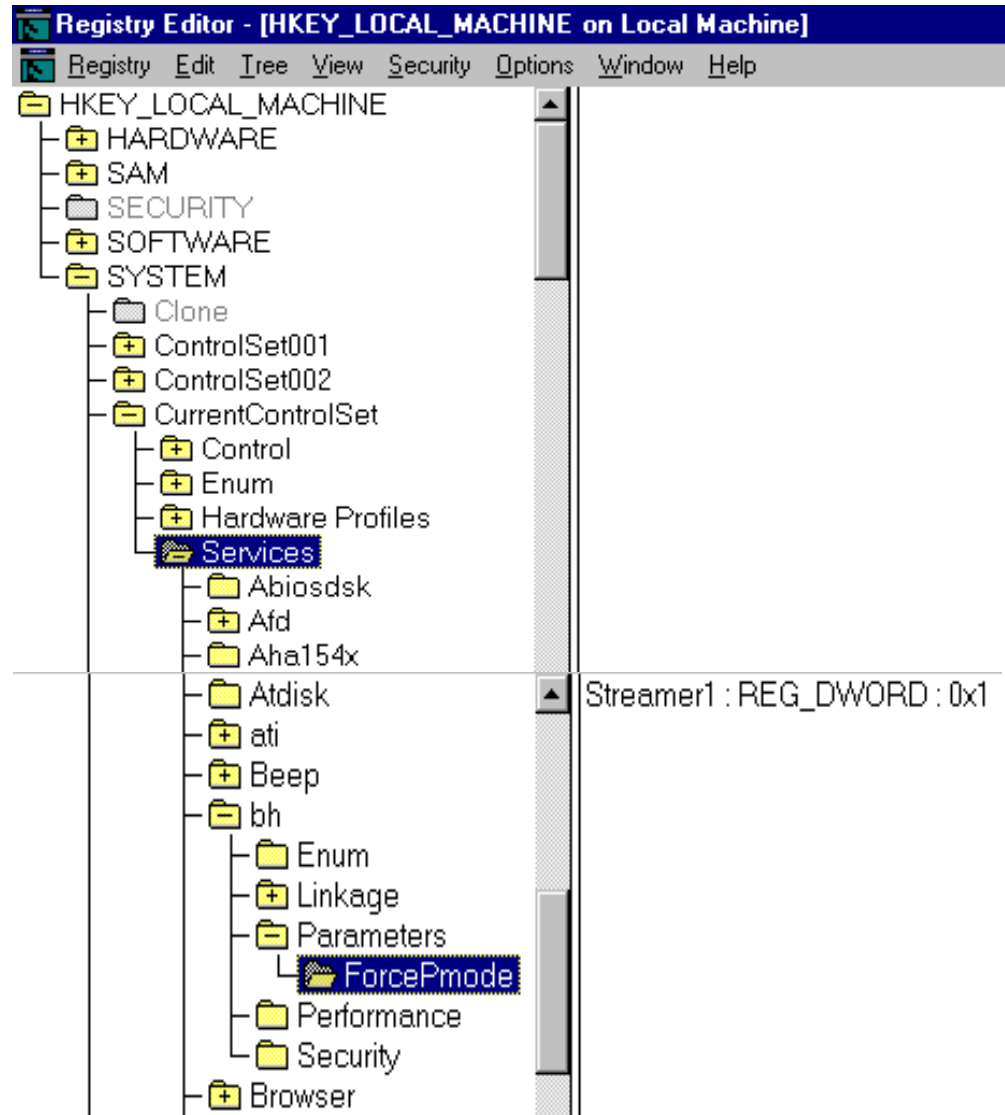 Registry Editor - [HKEY_LOCAL_MACHINE on Local Machine]
Registry Edit Tree View Security Options Window Help
HKEY_LOCAL_MACHINE
HARDWARE
SAM
SECURITY
SOFTWARE
SYSTEM
Clone
ControlSet001
ControlSet002
CurrentControlSet
Control
Enum
Hardware Profiles
Services
Abiosdsk
Afd
Aha154x
Atdisk
Streamer1 : REG_DWORD : 0x1
ati
Beep
bh
Enum
Linkage
Parameters
ForcePmode
Performance
Security
Browser